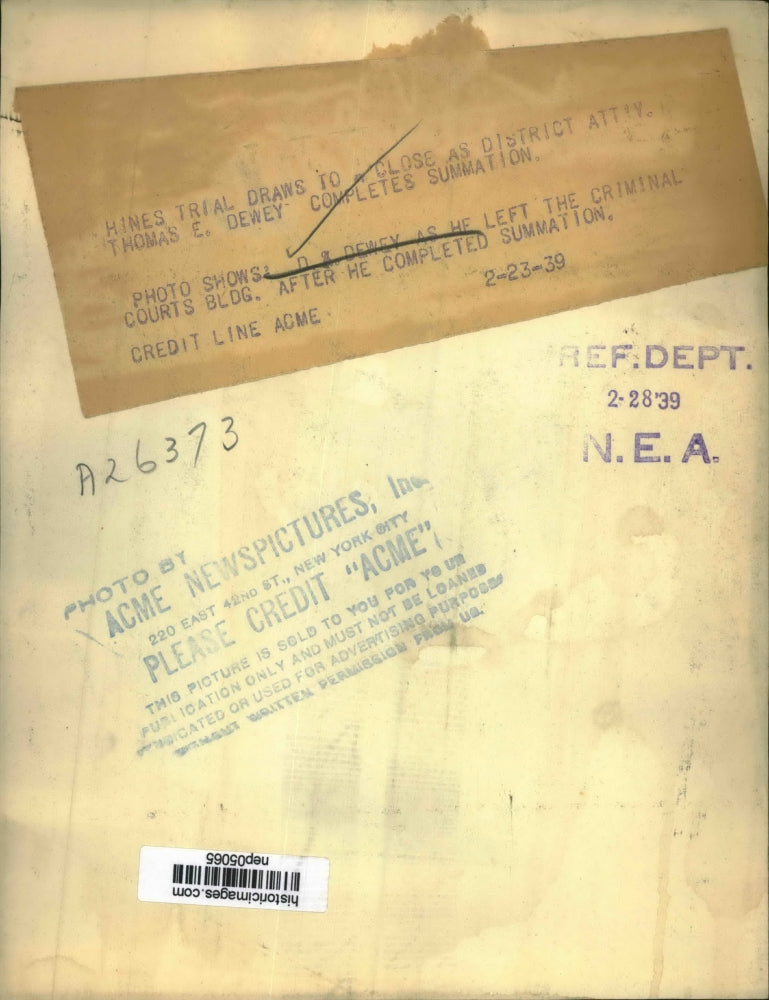 HINES TRIAL DRAWS TO A CLOSE AS DISTRICT ATT'Y.
THOMAS E. DEWEY COMPLETES SUMMATION.
PHOTO SHOWS: D. A. DEWEY AS HE LEFT THE CRIMINAL
COURTS BLDG. AFTER HE COMPLETED SUMMATION.
2-23-39
CREDIT LINE ACME
REF. DEPT.
2-28'39
N. E. A.
A26373
PHOTO BY
ACME NEWSPICTURES, Inc
220 EAST 42ND ST., NEW YORK CITY
PLEASE CREDIT "ACME"
THIS PICTURE IS SOLD TO YOU FOR YOUR
PUBLICATION ONLY AND MUST NOT BE LOANED
SYNDICATED OR USED FOR ADVERTISING PURPOSES
WITHOUT WRITTEN PERMISSION FROM US.
historicimages.com
nep05065